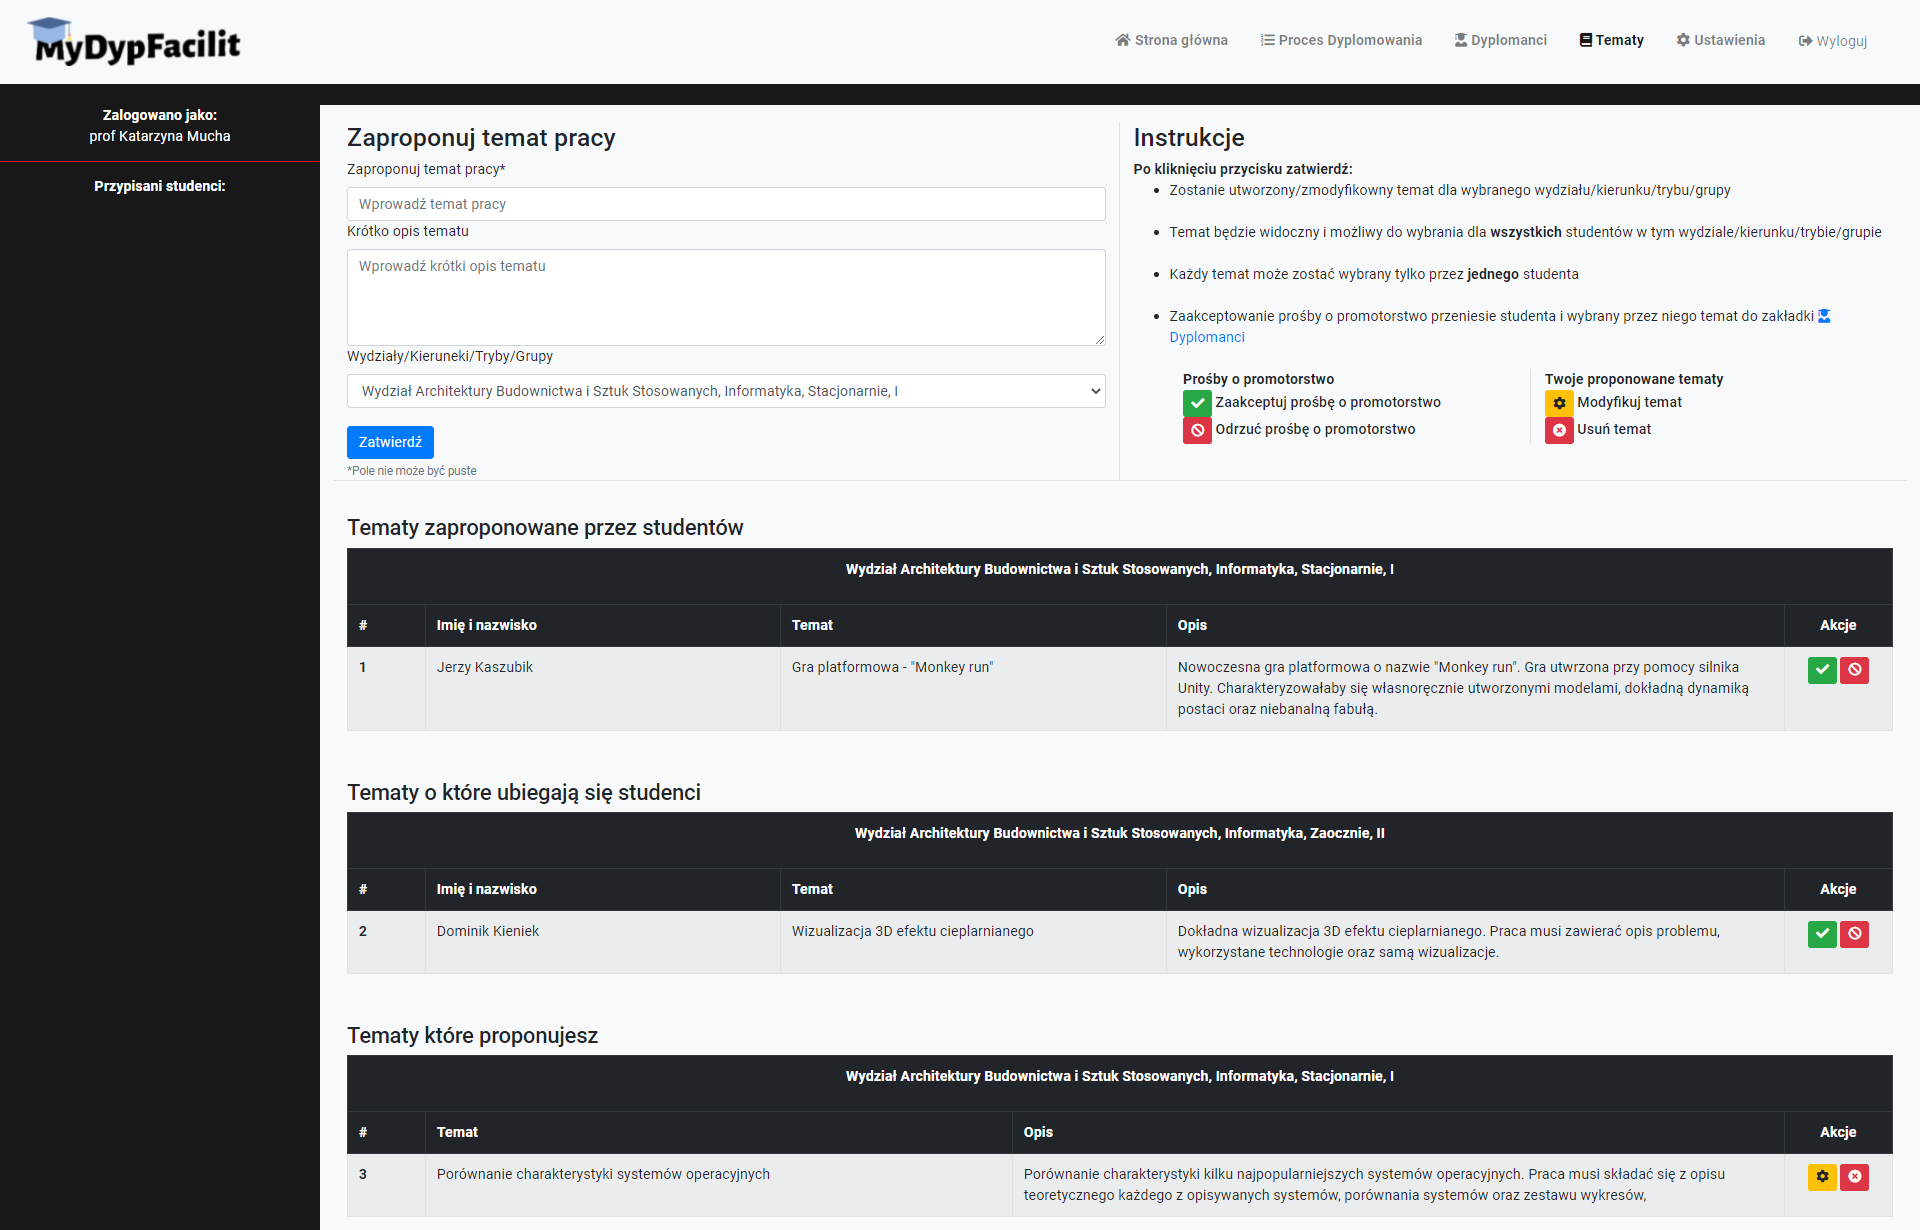 MyDypFacilit
Strona główna
Proces Dyplomowania
Dyplomanci
Tematy
Ustawienia
Wyloguj
Zalogowano jako:
prof Katarzyna Mucha
Przypisani studenci:
Zaproponuj temat pracy
Zaproponuj temat pracy*
Wprowadź temat pracy
Krótko opis tematu
Wprowadź krótki opis tematu
Wydziały/Kieruneki/Tryby/Grupy
Wydział Architektury Budownictwa i Sztuk Stosowanych, Informatyka, Stacjonarnie, I
Zatwierdź
*Pole nie może być puste
Instrukcje
Po kliknięciu przycisku zatwierdź:
Zostanie utworzony/zmodyfikowny temat dla wybranego wydziału/kierunku/trybu/grupy
Temat będzie widoczny i możliwy do wybrania dla wszystkich studentów w tym wydziale/kierunku/trybie/grupie
Każdy temat może zostać wybrany tylko przez jednego studenta
Zaakceptowanie prośby o promotorstwo przeniesie studenta i wybrany przez niego temat do zakładki
Dyplomanci
Prośby o promotorstwo
Zaakceptuj prośbę o promotorstwo
Odrzuć prośbę o promotorstwo
Twoje proponowane tematy
Modyfikuj temat
Usuń temat
Tematy zaproponowane przez studentów
Wydział Architektury Budownictwa i Sztuk Stosowanych, Informatyka, Stacjonarnie, I
# Imię i nazwisko Temat Opis Akcje
1 Jerzy Kaszubik Gra platformowa - "Monkey run" Nowoczesna gra platformowa o nazwie "Monkey run". Gra utwrzona przy pomocy silnika
Unity. Charakteryzowałaby się własnoręcznie utworzonymi modelami, dokładną dynamiką
postaci oraz niebanalną fabułą.
Tematy o które ubiegają się studenci
Wydział Architektury Budownictwa i Sztuk Stosowanych, Informatyka, Zaocznie, II
# Imię i nazwisko Temat Opis Akcje
2 Dominik Kieniek Wizualizacja 3D efektu cieplarnianego Dokładna wizualizacja 3D efektu cieplarnianego. Praca musi zawierać opis problemu,
wykorzystane technologie oraz samą wizualizacje.
Tematy które proponujesz
Wydział Architektury Budownictwa i Sztuk Stosowanych, Informatyka, Stacjonarnie, I
# Temat Opis Akcje
3 Porównanie charakterystyki systemów operacyjnych Porównanie charakterystyki kilku najpopularniejszych systemów operacyjnych. Praca musi składać się z opisu
teoretycznego każdego z opisywanych systemów, porównania systemów oraz zestawu wykresów,